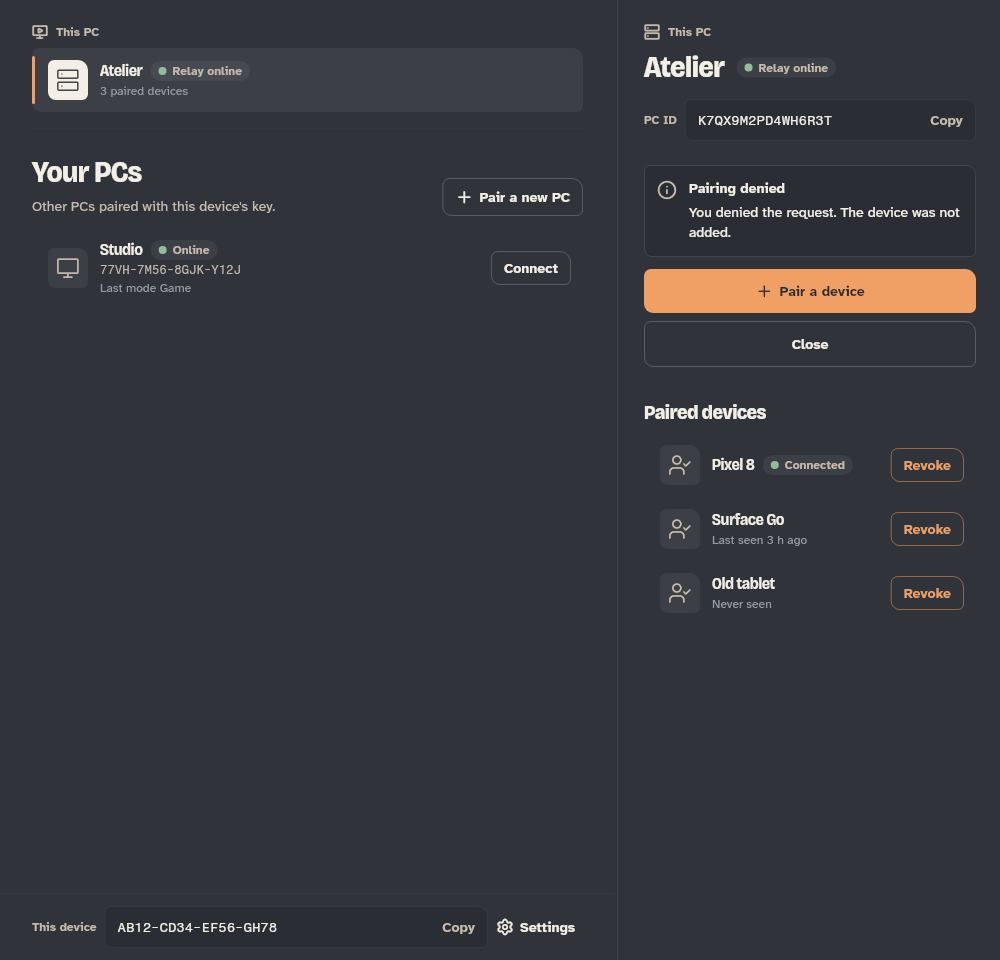 This PC
Atelier
Relay online
3 paired devices
Your PCs
Other PCs paired with this device's key.
Pair a new PC
Studio
Online
77VH-7M56-8GJK-Y12J
Last mode Game
Connect
This device
AB12-CD34-EF56-GH78
Copy
Settings
This PC
Atelier
Relay online
PC ID
K7QX9M2PD4WH6R3T
Copy
Pairing denied
You denied the request. The device was not
added.
Pair a device
Close
Paired devices
Pixel 8
Connected
Revoke
Surface Go
Last seen 3 h ago
Revoke
Old tablet
Never seen
Revoke